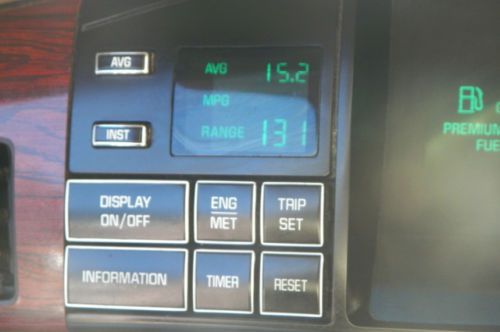 AVG
AVG 15.2
MPG
INST
RANGE 131
PREMIUM
FUE
DISPLAY
ON/OFF
ENG
MET
TRIP
SET
INFORMATION
TIMER
RESET